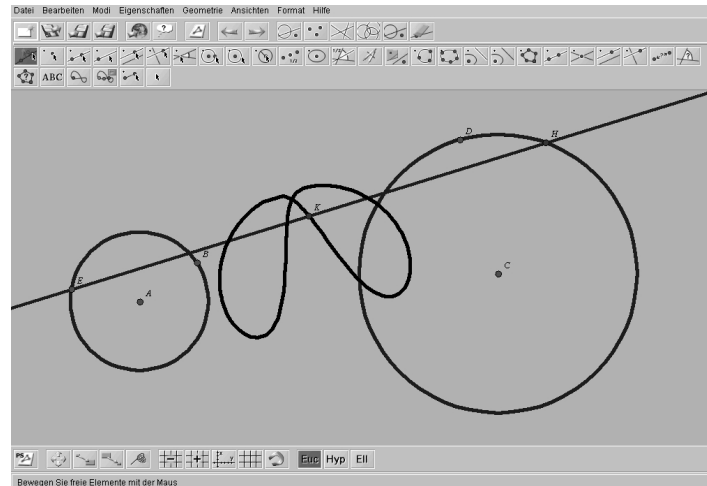 Datei Bearbeiten Modi Eigenschaften Geometrie Ansichten Format Hilfe
ABC
D
H
K
B
E
A
C
Euc Hyp Ell
Bewegen Sie freie Elemente mit der Maus